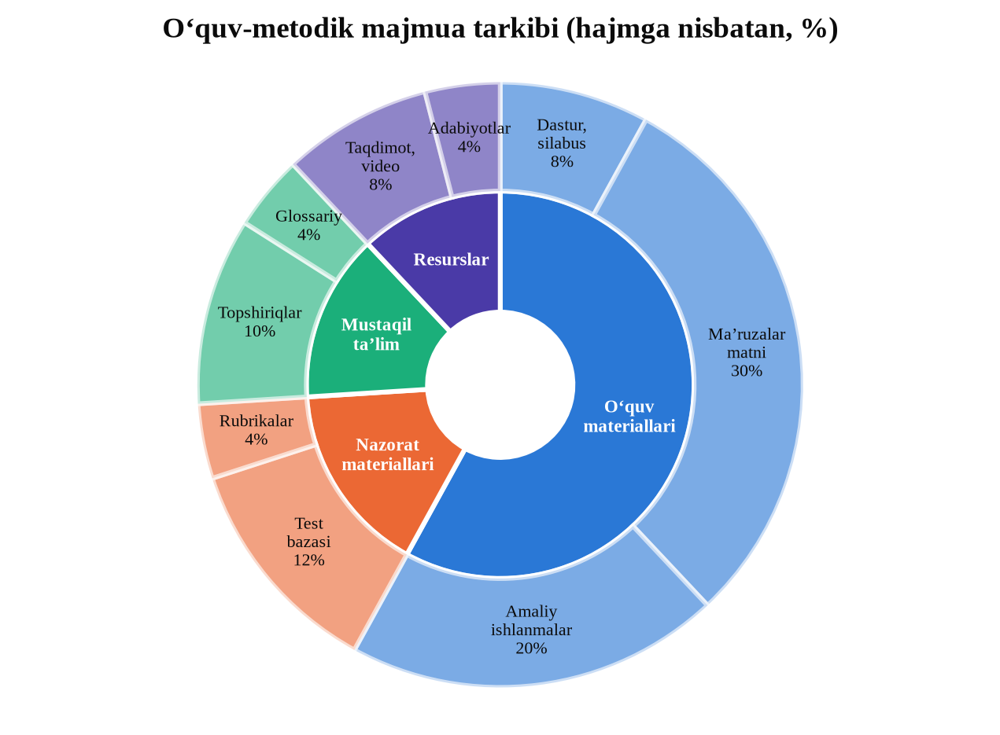 O‘quv-metodik majmua tarkibi (hajmga nisbatan, %)
Dastur,
silabus
8%
Ma’ruzalar
matni
30%
Amaliy
ishlanmalar
20%
Test
bazasi
12%
Rubrikalar
4%
Topshiriqlar
10%
Glossariy
4%
Taqdimot,
video
8%
Adabiyotlar
4%
O‘quv
materiallari
Nazorat
materiallari
Mustaqil
ta’lim
Resurslar